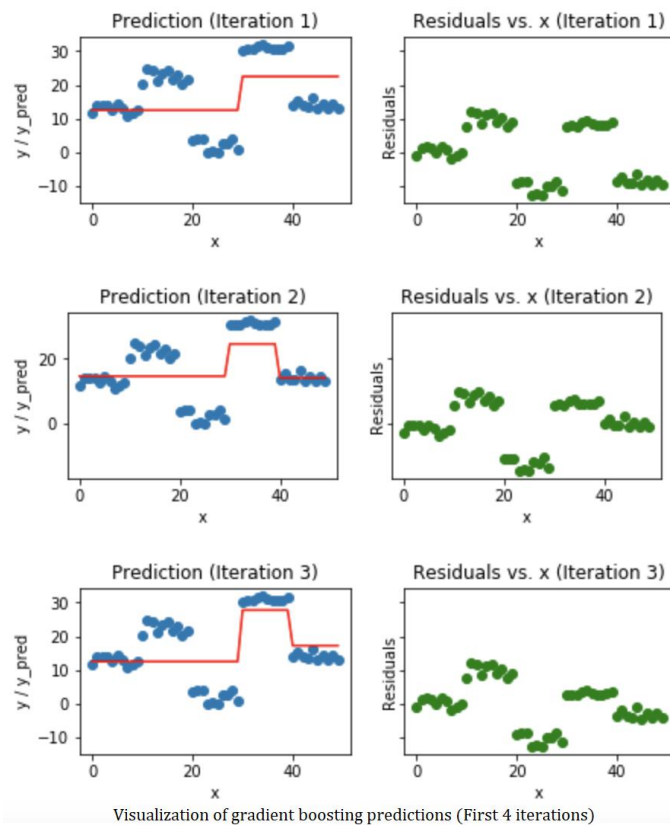 Prediction (Iteration 1)
30
20
10
0
−10
y / y_pred
0 20 40
x
Residuals vs. x (Iteration 1)
Residuals
0 20 40
x
Prediction (Iteration 2)
20
0
y / y_pred
0 20 40
x
Residuals vs. x (Iteration 2)
Residuals
0 20 40
x
Prediction (Iteration 3)
30
20
10
0
−10
y / y_pred
0 20 40
x
Residuals vs. x (Iteration 3)
Residuals
0 20 40
x
Visualization of gradient boosting predictions (First 4 iterations)